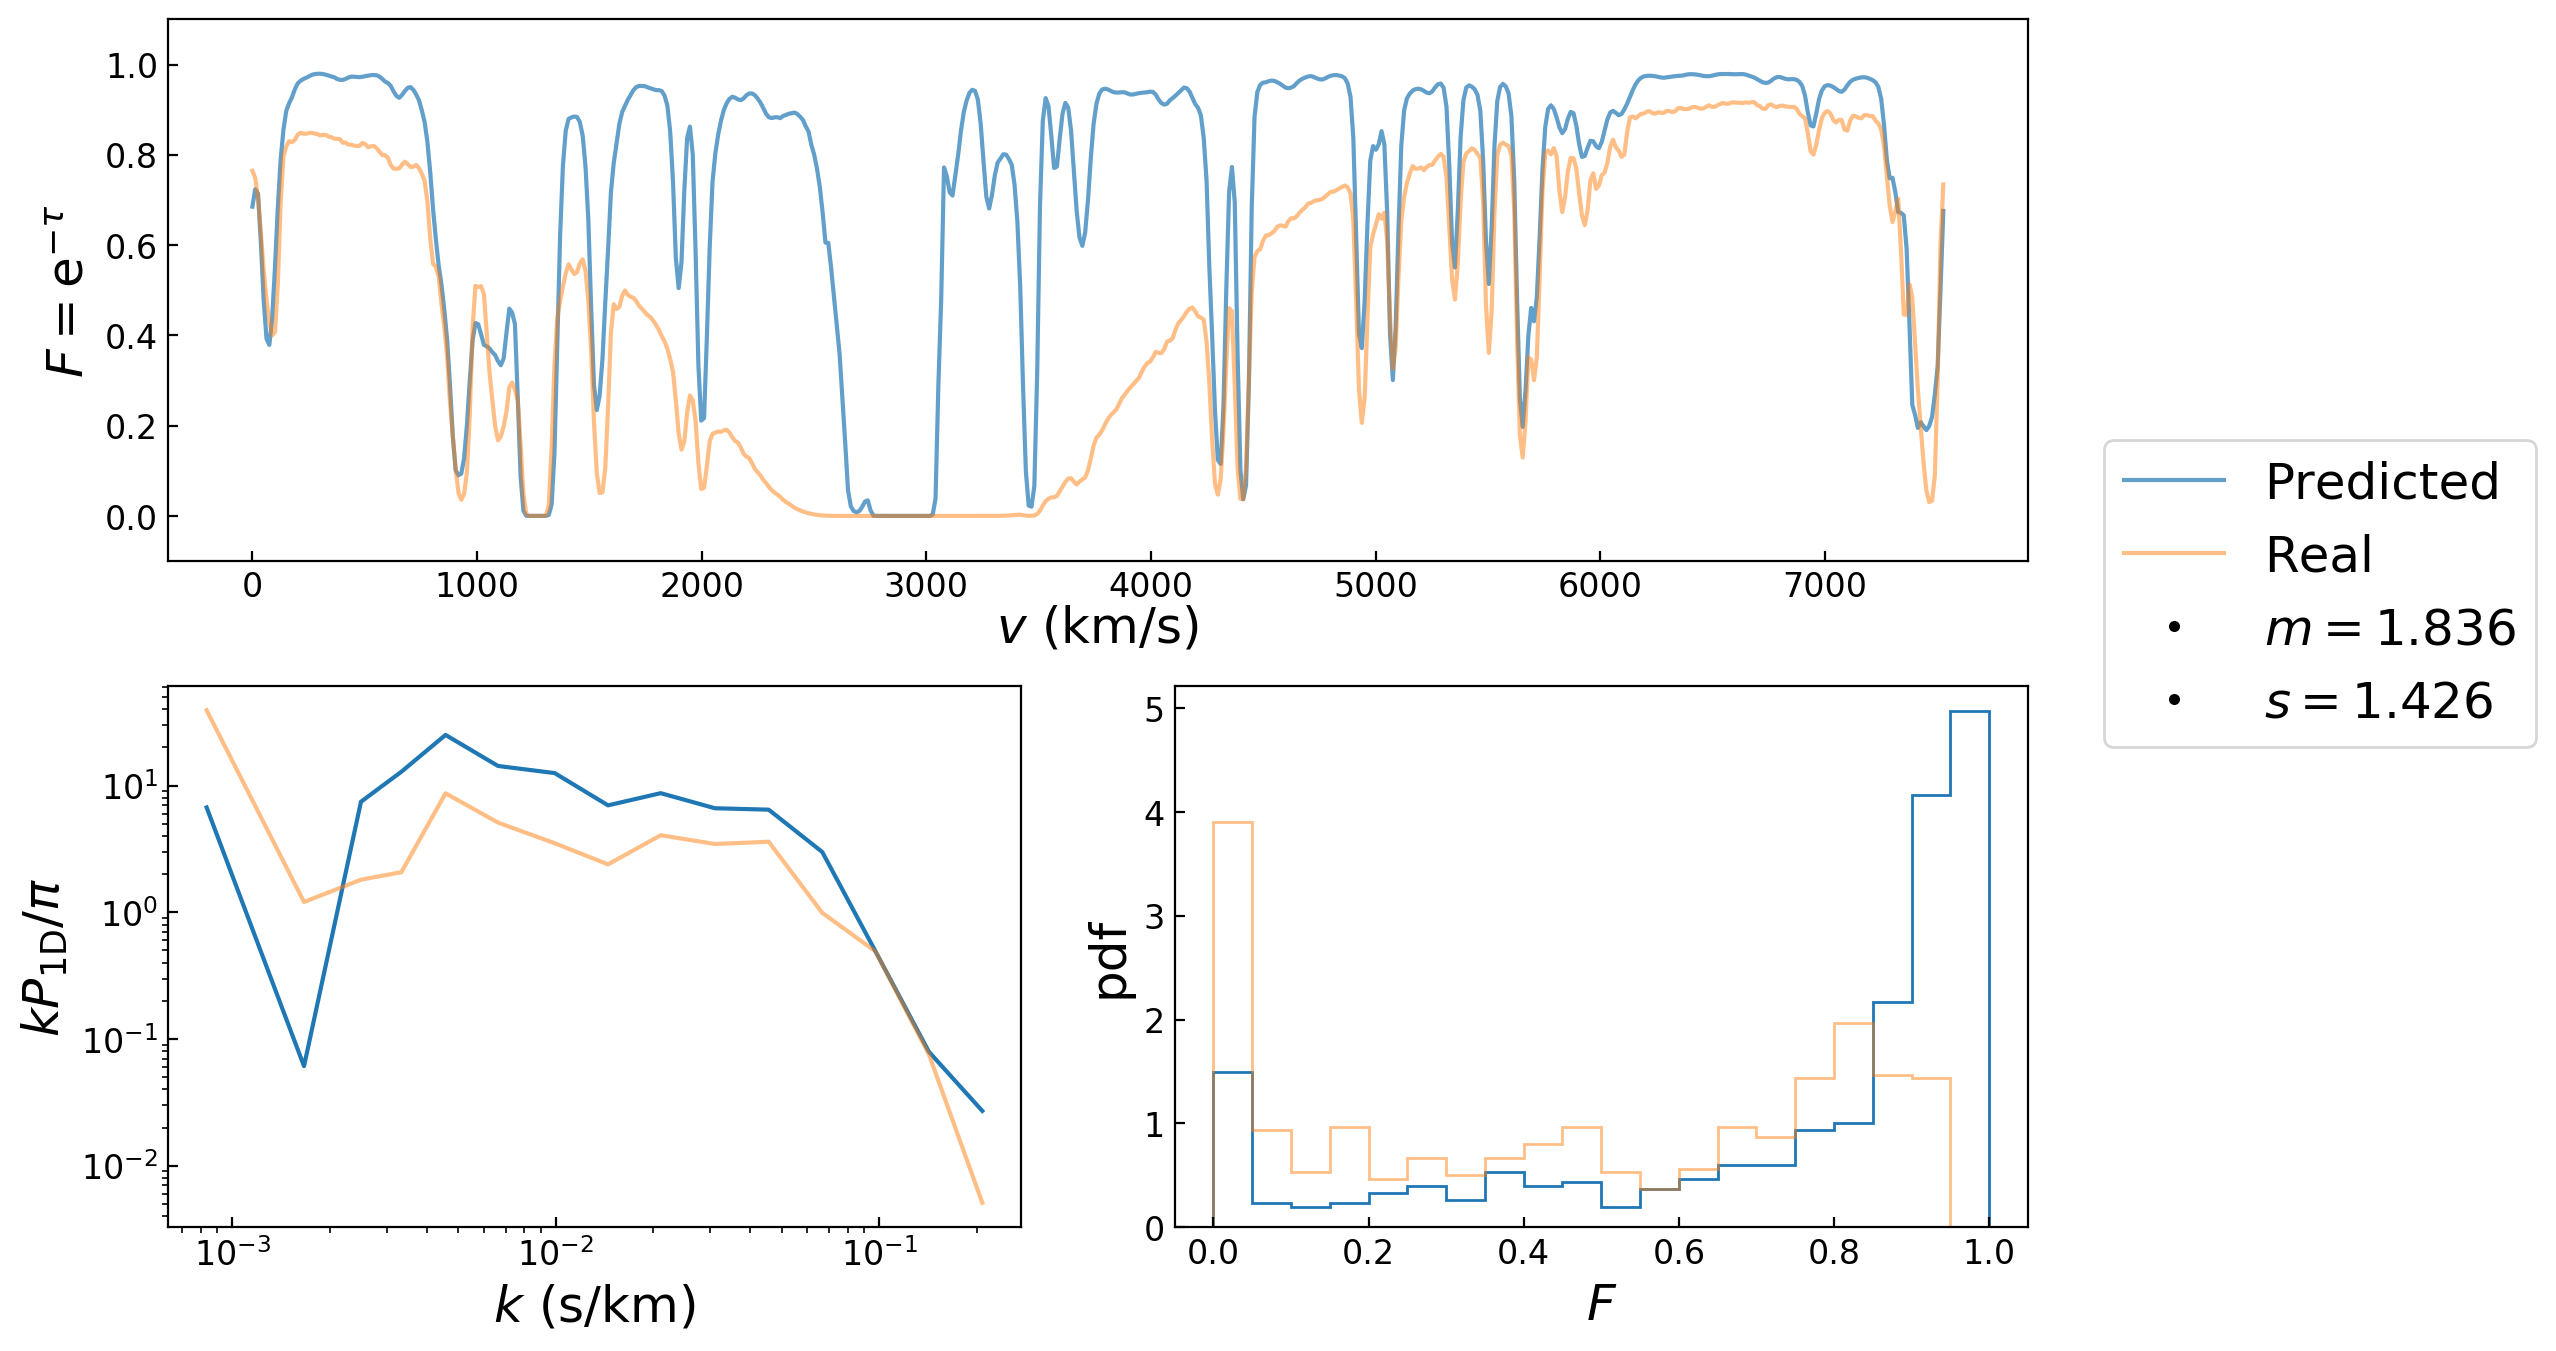 1.0
0.8
0.6
0.4
0.2
0.0
F = e^{−τ}
0 1000 2000 3000 4000 5000 6000 7000
v (km/s)
Predicted
Real
m = 1.836
s = 1.426
10^1
10^0
10^{−1}
10^{−2}
kP_{1D}/π
10^{−3} 10^{−2} 10^{−1}
k (s/km)
5
4
3
2
1
0
pdf
0.0 0.2 0.4 0.6 0.8 1.0
F